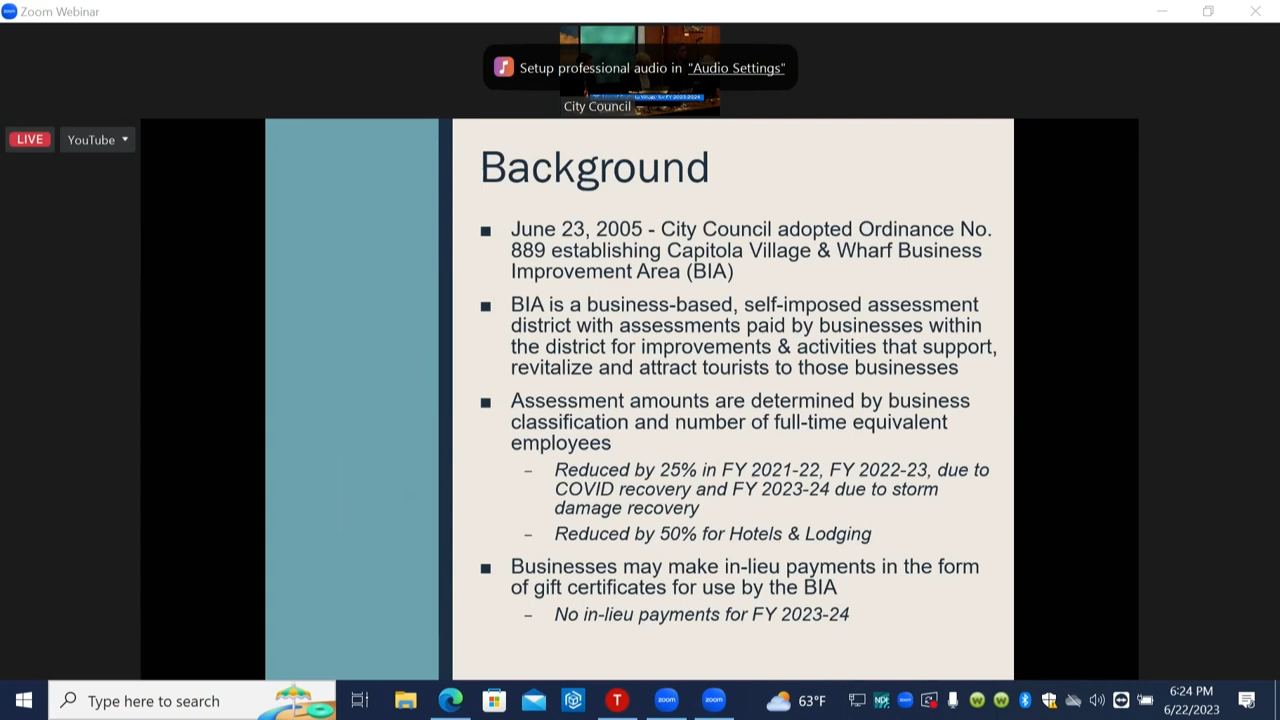 Zoom Webinar
Setup professional audio in "Audio Settings"
City Council
LIVE
YouTube
Background
June 23, 2005 - City Council adopted Ordinance No.
889 establishing Capitola Village & Wharf Business
Improvement Area (BIA)
BIA is a business-based, self-imposed assessment
district with assessments paid by businesses within
the district for improvements & activities that support,
revitalize and attract tourists to those businesses
Assessment amounts are determined by business
classification and number of full-time equivalent
employees
– Reduced by 25% in FY 2021-22, FY 2022-23, due to
COVID recovery and FY 2023-24 due to storm
damage recovery
– Reduced by 50% for Hotels & Lodging
Businesses may make in-lieu payments in the form
of gift certificates for use by the BIA
– No in-lieu payments for FY 2023-24
Type here to search
63°F
6:24 PM
6/22/2023